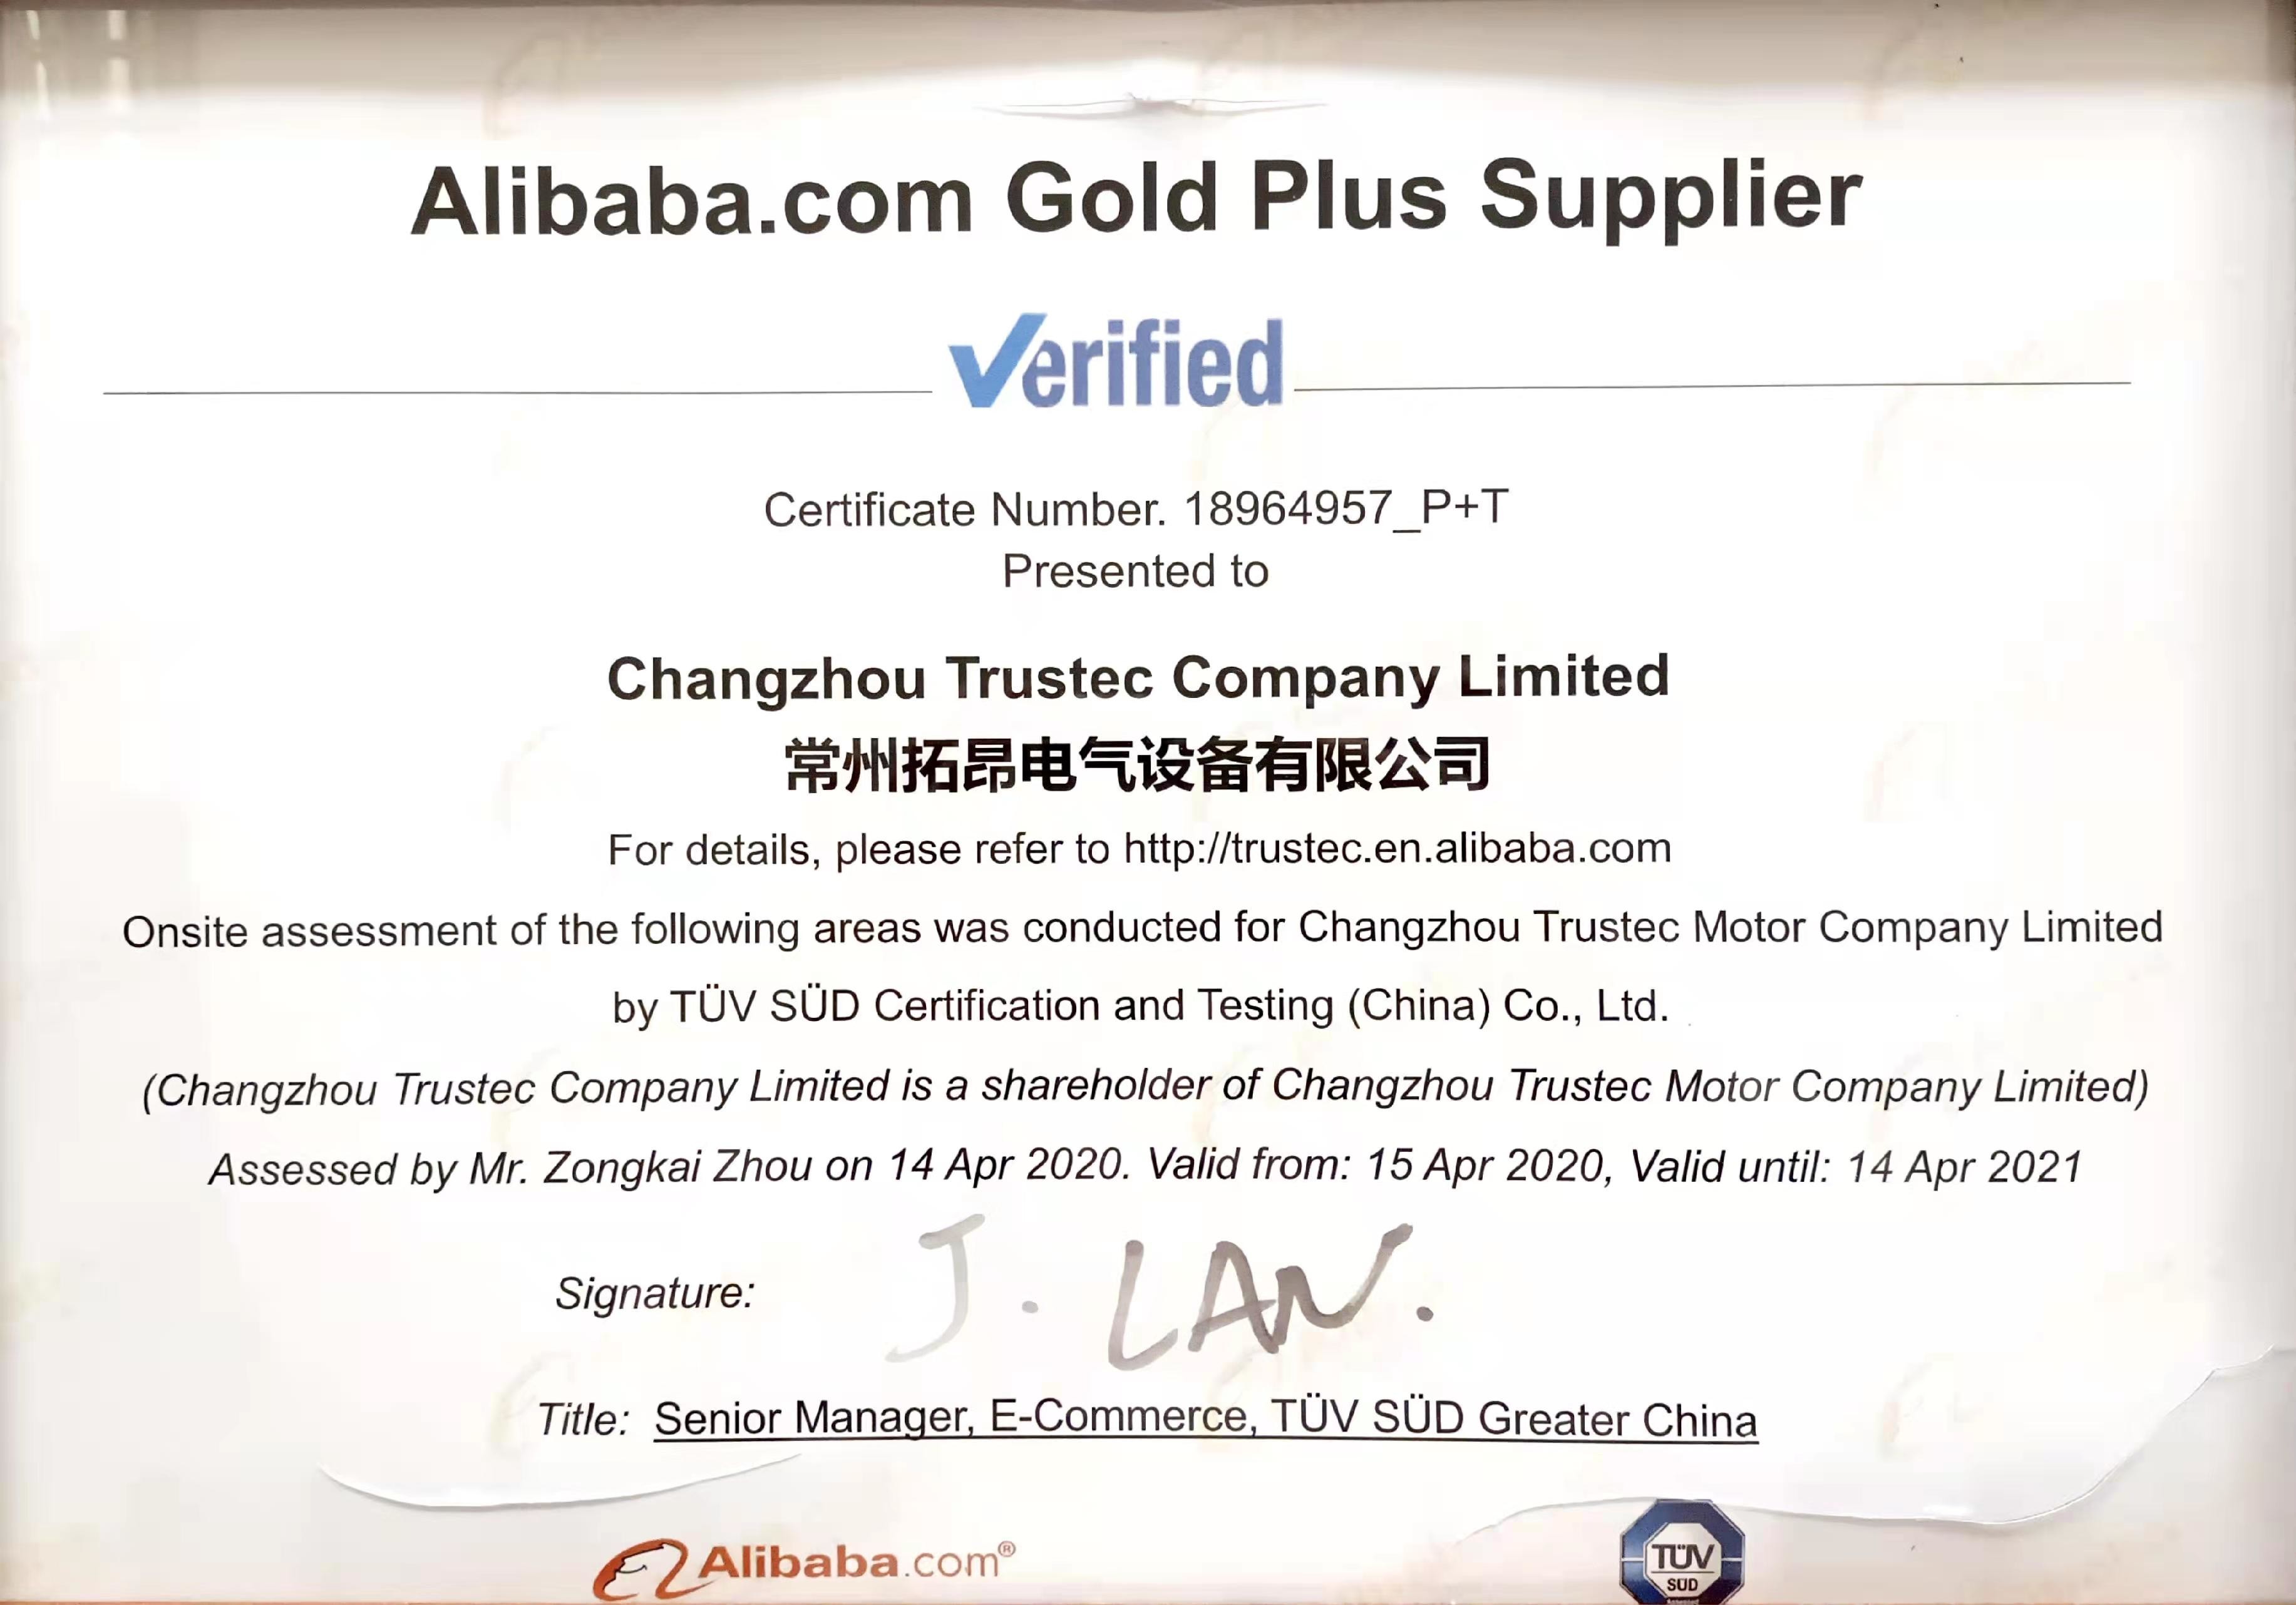 Alibaba.com Gold Plus Supplier
Verified
Certificate Number. 18964957_P+T
Presented to
Changzhou Trustec Company Limited
常州拓昂电气设备有限公司
For details, please refer to http://trustec.en.alibaba.com
Onsite assessment of the following areas was conducted for Changzhou Trustec Motor Company Limited
by TÜV SÜD Certification and Testing (China) Co., Ltd.
(Changzhou Trustec Company Limited is a shareholder of Changzhou Trustec Motor Company Limited)
Assessed by Mr. Zongkai Zhou on 14 Apr 2020. Valid from: 15 Apr 2020, Valid until: 14 Apr 2021
Signature: J. LAN.
Title: Senior Manager, E-Commerce, TÜV SÜD Greater China
Alibaba.com®
TÜV
SÜD